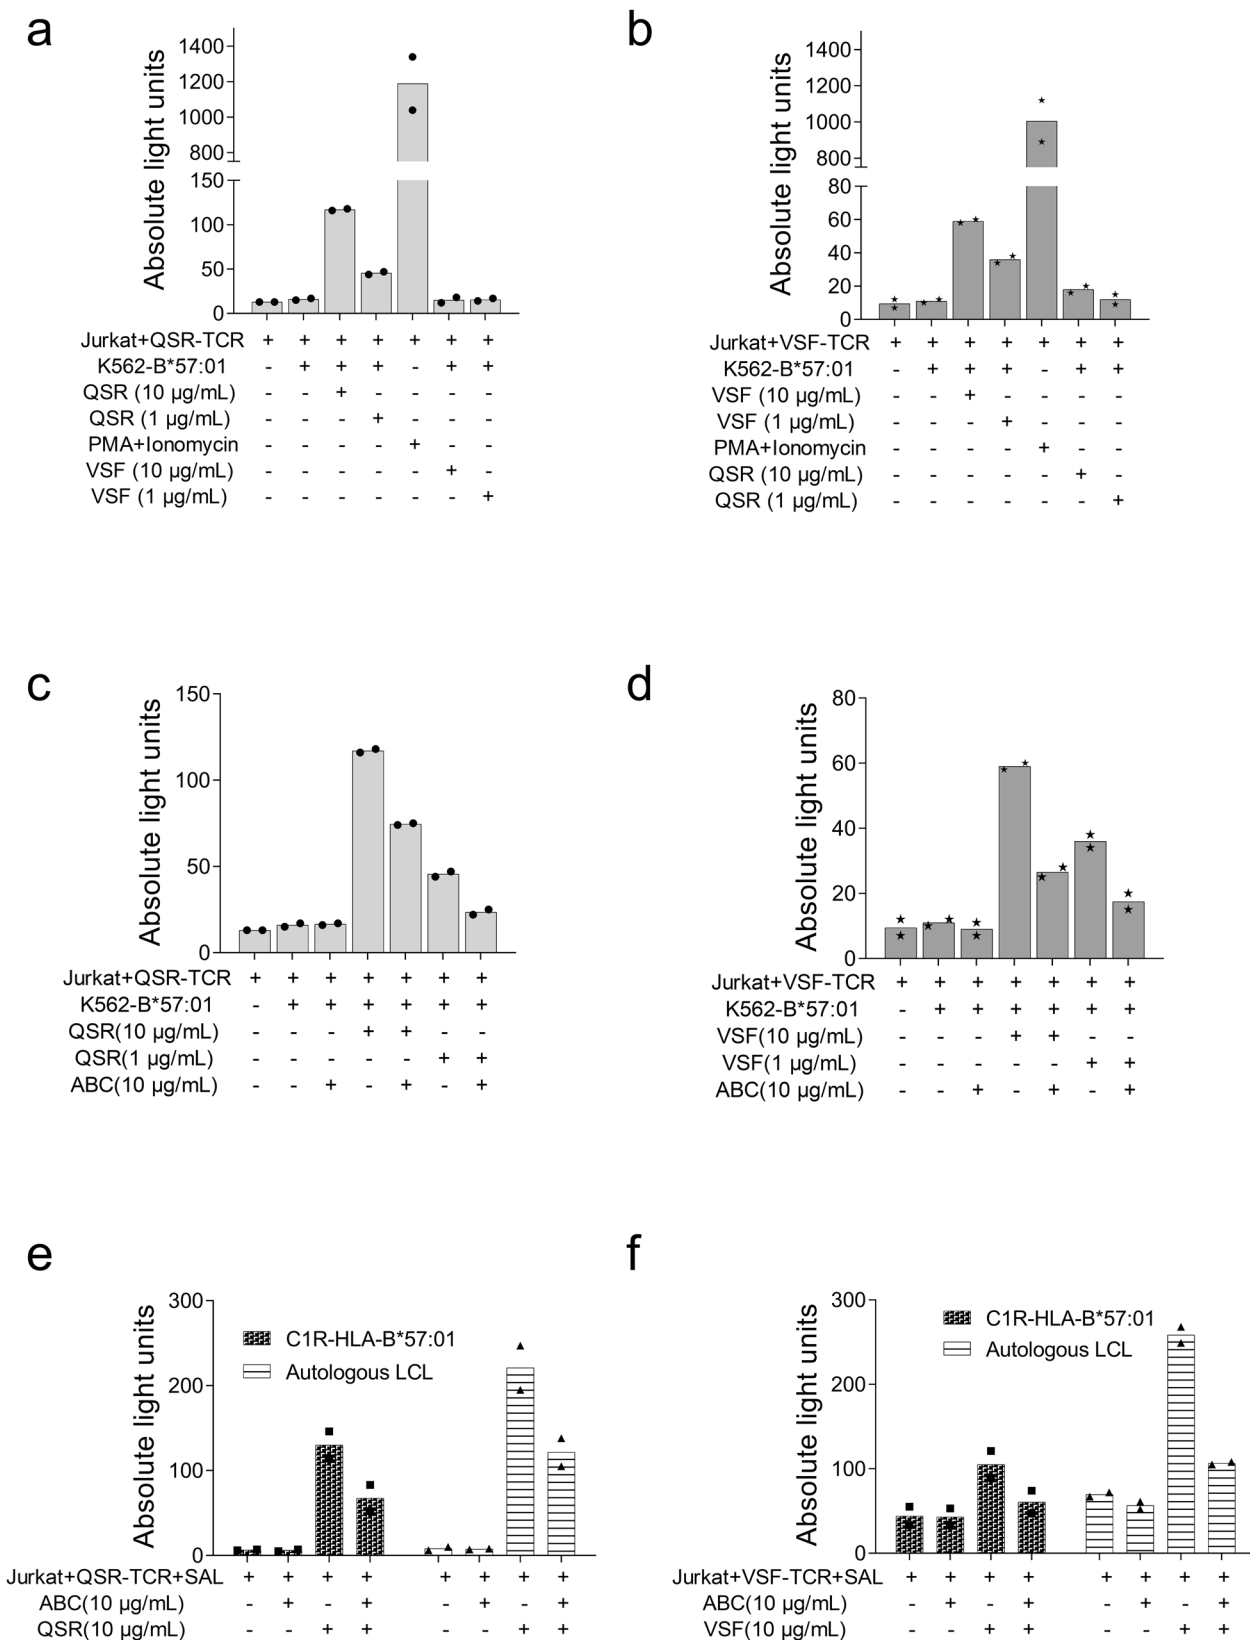 a
Absolute light units
1400
1200
1000
800
150
100
50
0
Jurkat+QSR-TCR + + + + + + +
K562-B*57:01 - + + + - + +
QSR (10 µg/mL) - - + - - - -
QSR (1 µg/mL) - - - + - - -
PMA+Ionomycin - - - - + - -
VSF (10 µg/mL) - - - - - + -
VSF (1 µg/mL) - - - - - - +
b
Absolute light units
1400
1200
1000
800
80
60
40
20
0
Jurkat+VSF-TCR + + + + + + +
K562-B*57:01 - + + + - + +
VSF (10 µg/mL) - - + - - - -
VSF (1 µg/mL) - - - + - - -
PMA+Ionomycin - - - - + - -
QSR (10 µg/mL) - - - - - + -
QSR (1 µg/mL) - - - - - - +
c
Absolute light units
150
100
50
0
Jurkat+QSR-TCR + + + + + + +
K562-B*57:01 - + + + + + +
QSR(10 µg/mL) - - - + + - -
QSR(1 µg/mL) - - - - - + +
ABC(10 µg/mL) - - + - + - +
d
Absolute light units
80
60
40
20
0
Jurkat+VSF-TCR + + + + + + +
K562-B*57:01 - + + + + + +
VSF(10 µg/mL) - - - + + - -
VSF(1 µg/mL) - - - - - + +
ABC(10 µg/mL) - - + - + - +
e
Absolute light units
300
200
100
0
C1R-HLA-B*57:01
Autologous LCL
Jurkat+QSR-TCR+SAL + + + + + + + +
ABC(10 µg/mL) - + - + - + - +
QSR(10 µg/mL) - - + + - - + +
f
Absolute light units
300
200
100
0
C1R-HLA-B*57:01
Autologous LCL
Jurkat+VSF-TCR+SAL + + + + + + + +
ABC(10 µg/mL) - + - + - + - +
VSF(10 µg/mL) - - + + - - + +